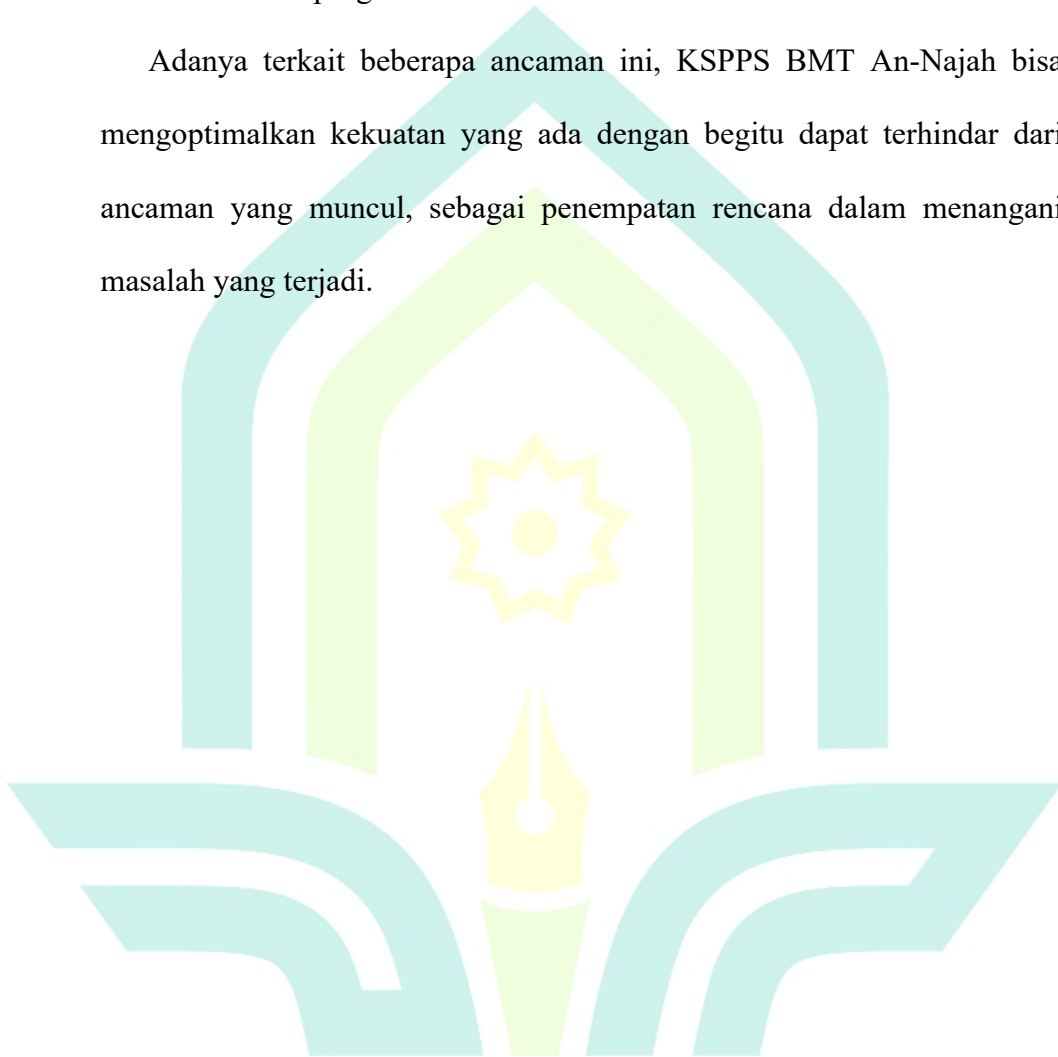 Adanya terkait beberapa ancaman ini, KSPPS BMT An-Najah bisa
mengoptimalkan kekuatan yang ada dengan begitu dapat terhindar dari
ancaman yang muncul, sebagai penempatan rencana dalam menangani
masalah yang terjadi.